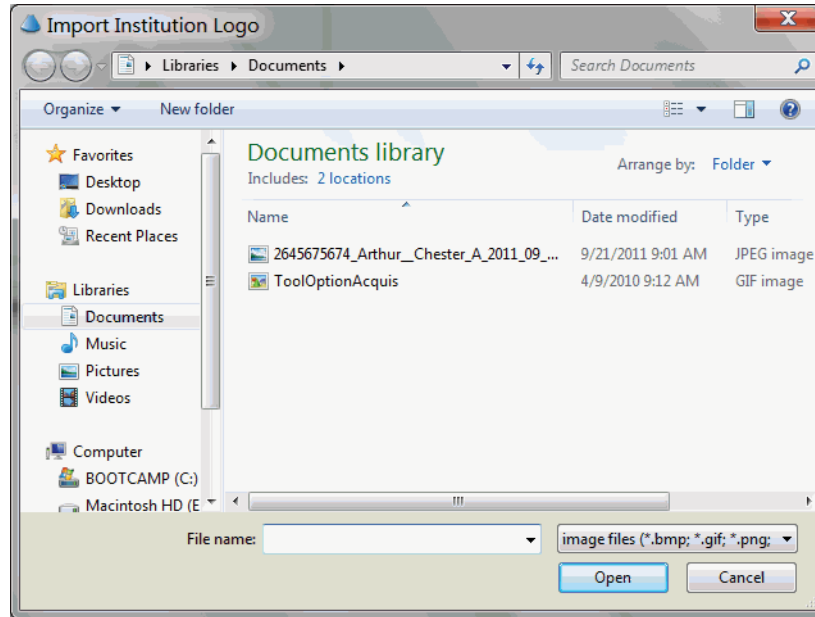 Import Institution Logo
Libraries Documents
Search Documents
Organize New folder
Favorites
Desktop
Downloads
Recent Places
Libraries
Documents
Music
Pictures
Videos
Computer
BOOTCAMP (C:)
Macintosh HD (E
Documents library
Includes: 2 locations
Arrange by: Folder
Name Date modified Type
2645675674_Arthur__Chester_A_2011_09_... 9/21/2011 9:01 AM JPEG image
ToolOptionAcquis 4/9/2010 9:12 AM GIF image
File name: image files (*.bmp; *.gif; *.png;
Open Cancel